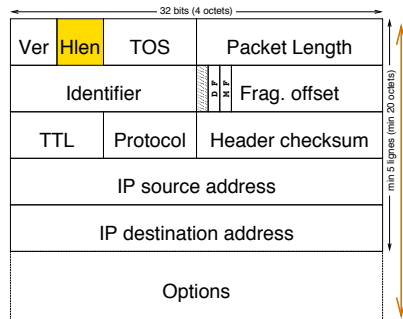 32 bits (4 octets)
Ver Hlen TOS Packet Length
Identifier D F M F Frag. offset
TTL Protocol Header checksum
IP source address
IP destination address
Options
min 5 lignes (min 20 octets)